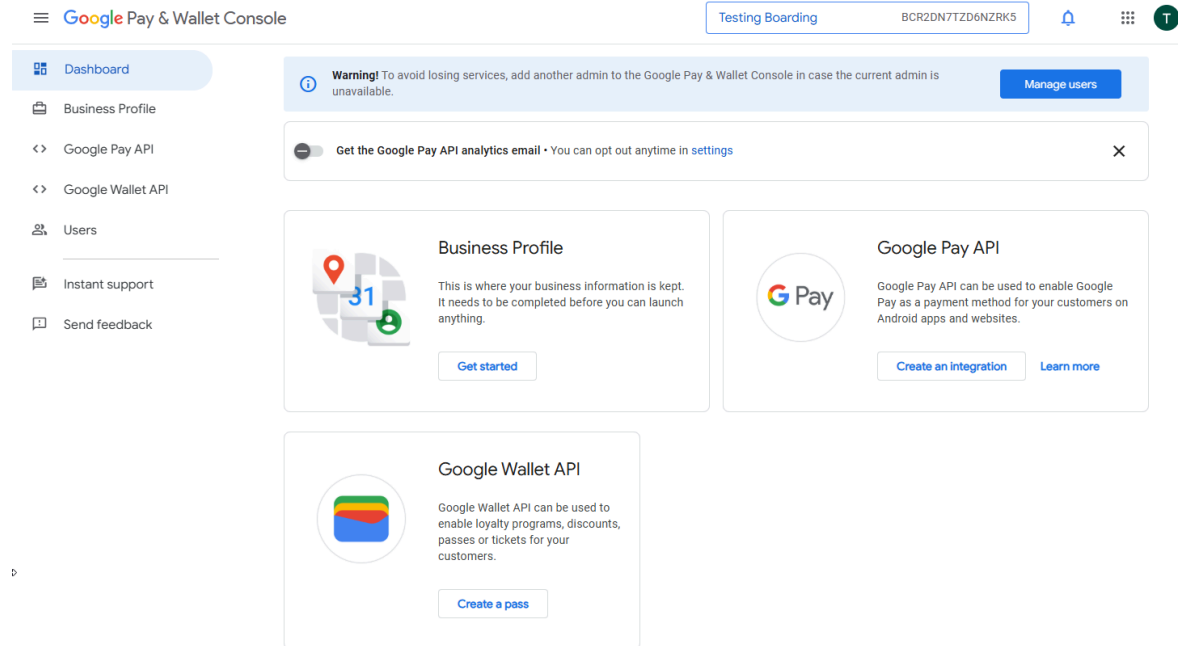 Google Pay & Wallet Console
Testing Boarding
BCR2DN7TZD6NZRK5
T
Dashboard
Business Profile
Google Pay API
Google Wallet API
Users
Instant support
Send feedback
Warning! To avoid losing services, add another admin to the Google Pay & Wallet Console in case the current admin is
unavailable.
Manage users
Get the Google Pay API analytics email • You can opt out anytime in settings
31
Business Profile
This is where your business information is kept.
It needs to be completed before you can launch
anything.
Get started
G Pay
Google Pay API
Google Pay API can be used to enable Google
Pay as a payment method for your customers on
Android apps and websites.
Create an integration
Learn more
Google Wallet API
Google Wallet API can be used to
enable loyalty programs, discounts,
passes or tickets for your
customers.
Create a pass